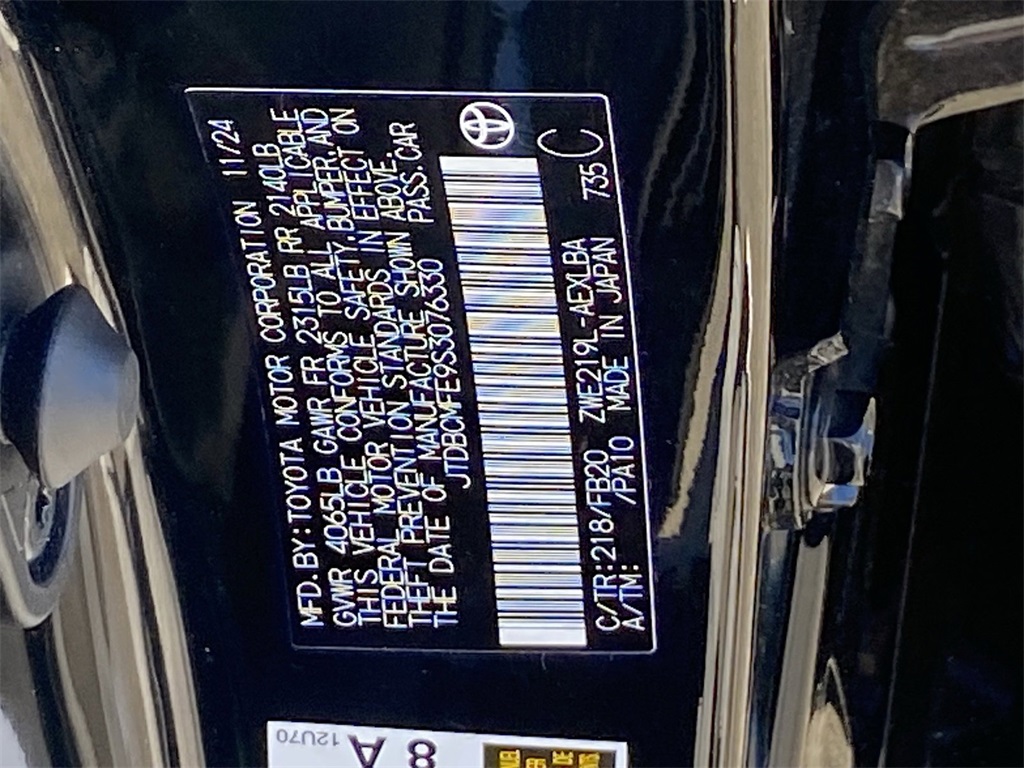 MFD.BY:TOYOTA MOTOR CORPORATION 11/24
GVWR 4065LB GAWR FR 2315LB RR 2140LB
THIS VEHICLE CONFORMS TO ALL APPLICABLE
FEDERAL MOTOR VEHICLE SAFETY,BUMPER,AND
THEFT PREVENTION STANDARDS IN EFFECT ON
THE DATE OF MANUFACTURE SHOWN ABOVE.
JTDBCMFE9S3076330 PASS.CAR
C/TR:218/FB20 ZWE219L-AEXLBA 735 C
A/TM: /PA10 MADE IN JAPAN
12U70
8 A